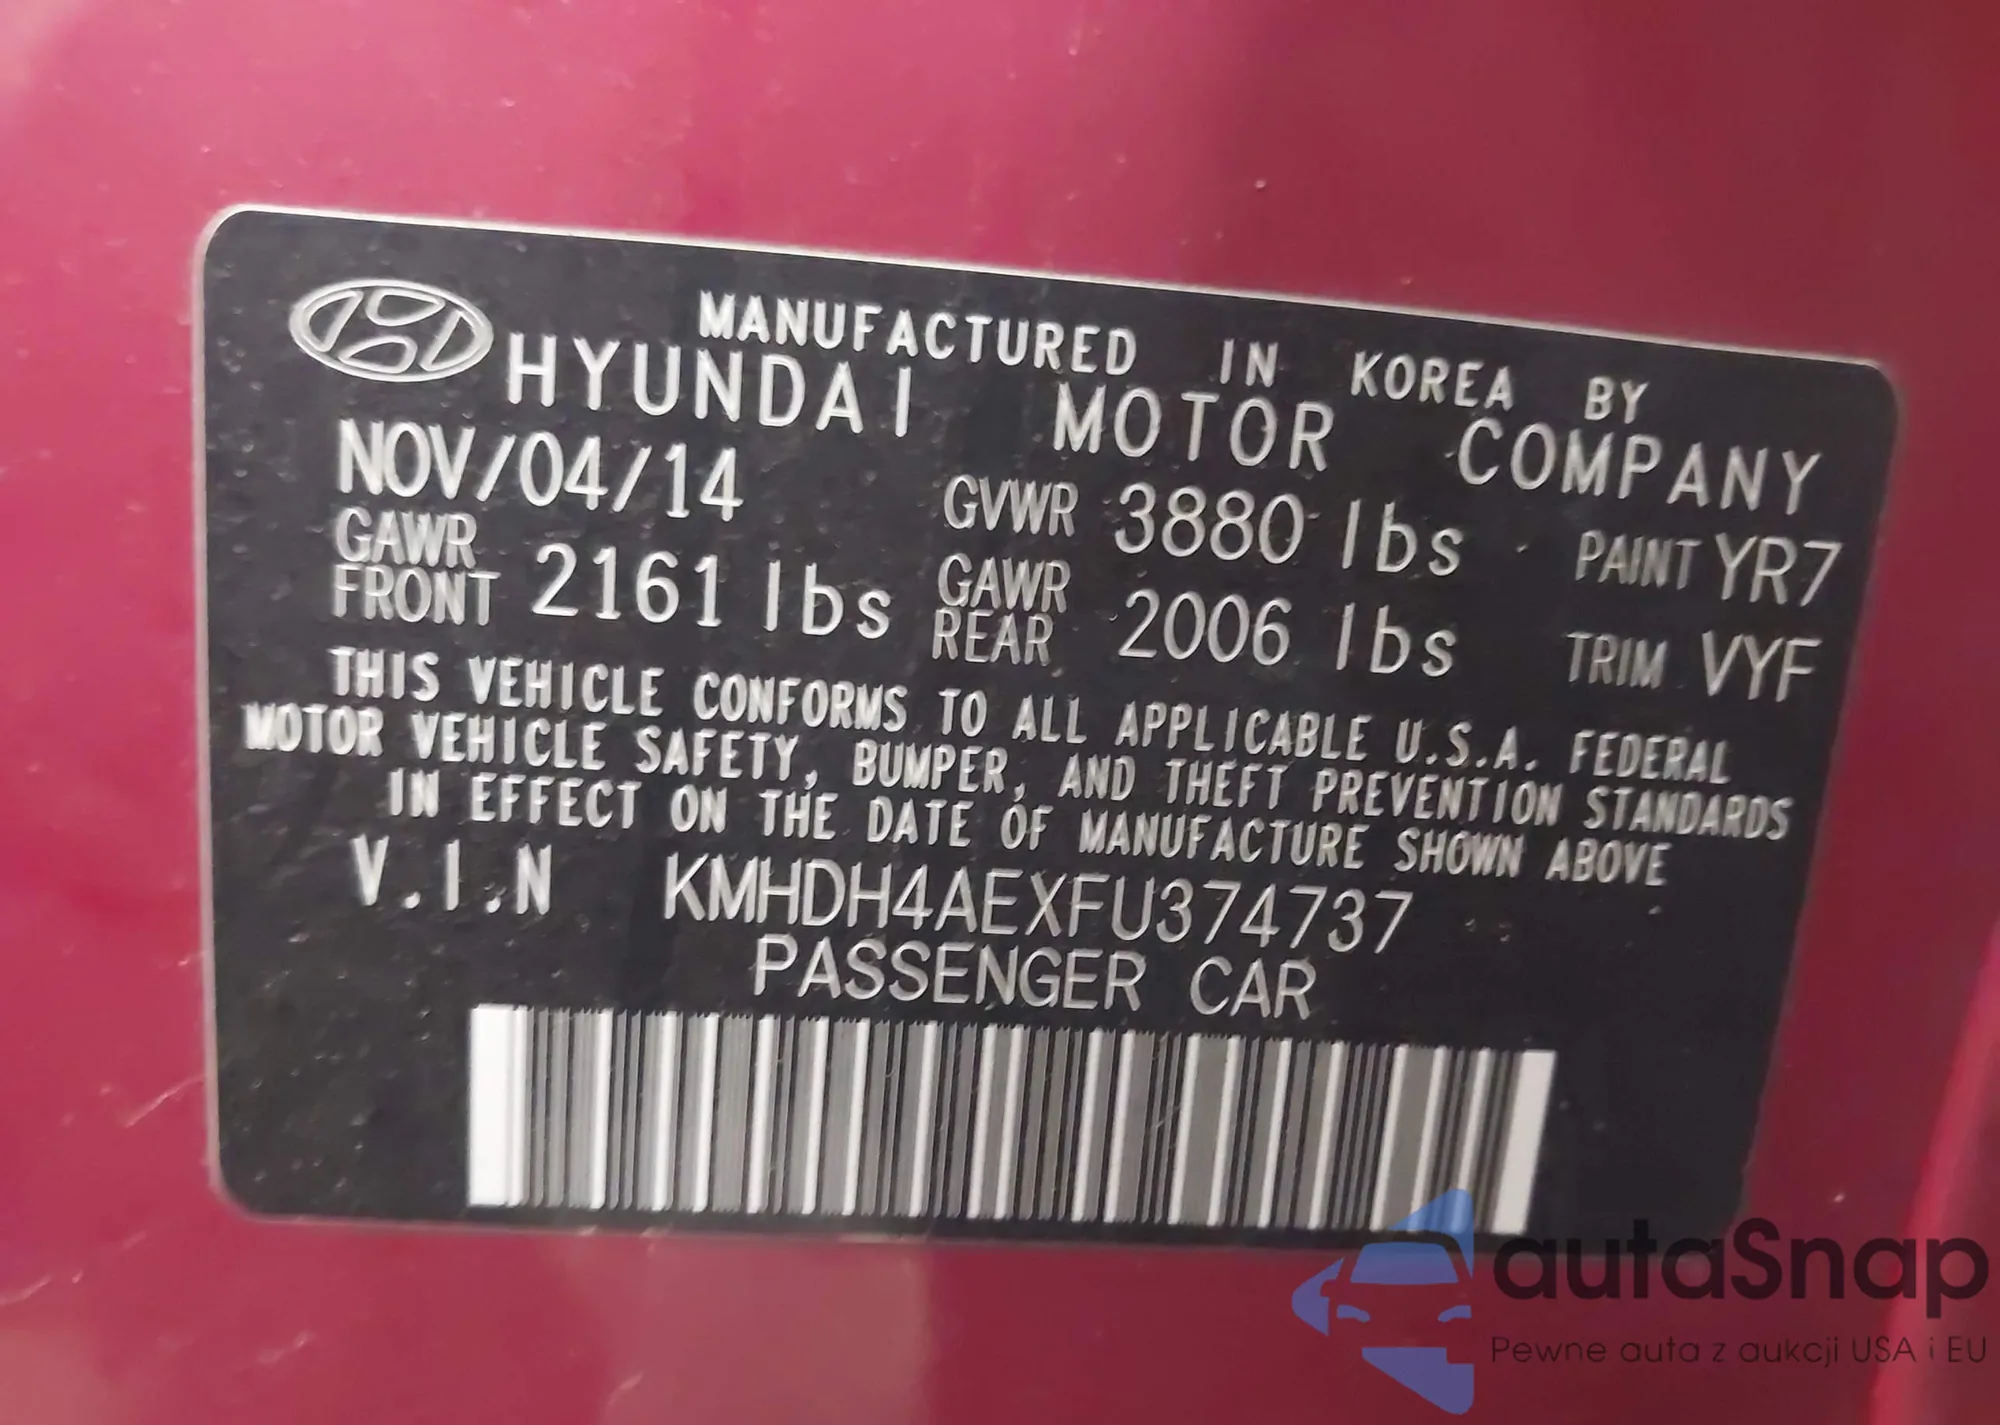 MANUFACTURED IN KOREA BY
HYUNDAI MOTOR COMPANY
NOV/04/14 GVWR 3880 lbs PAINT YR7
GAWR FRONT 2161 lbs GAWR REAR 2006 lbs TRIM VYF
THIS VEHICLE CONFORMS TO ALL APPLICABLE U.S.A. FEDERAL
MOTOR VEHICLE SAFETY, BUMPER, AND THEFT PREVENTION STANDARDS
IN EFFECT ON THE DATE OF MANUFACTURE SHOWN ABOVE
V.I.N KMHDH4AEXFU374737
PASSENGER CAR
autaSnap
Pewne auta z aukcji USA i EU